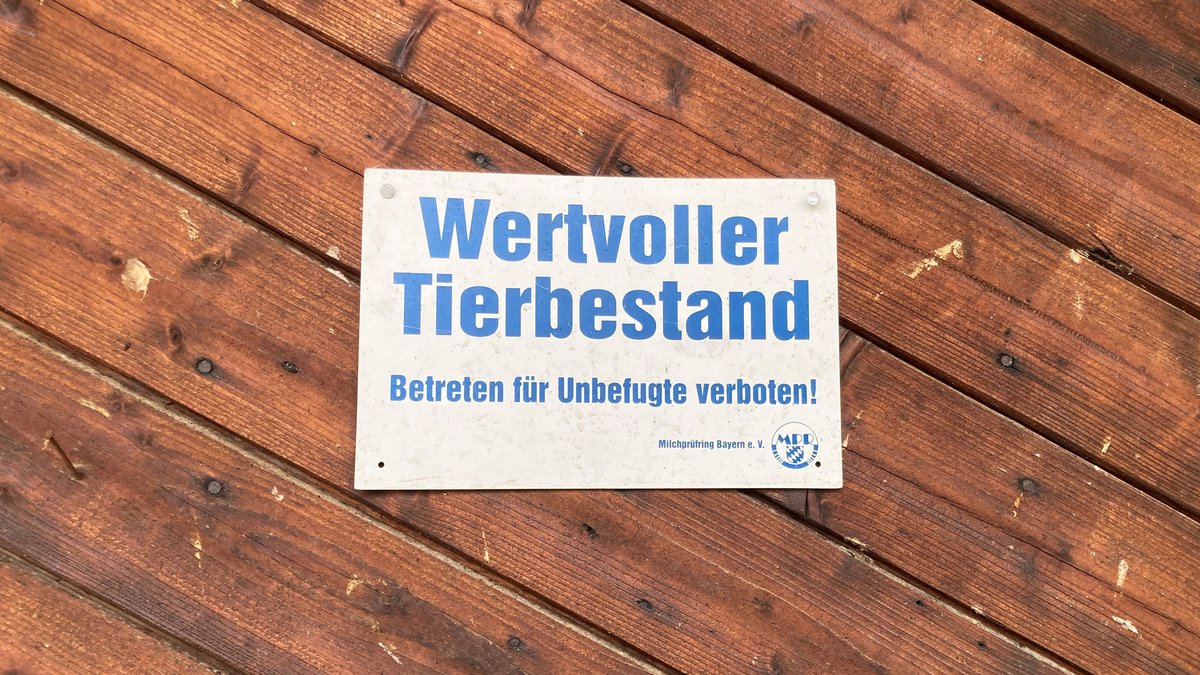 Wertvoller
Tierbestand
Betreten für Unbefugte verboten!
Milchprüfring Bayern e. V.
MPR